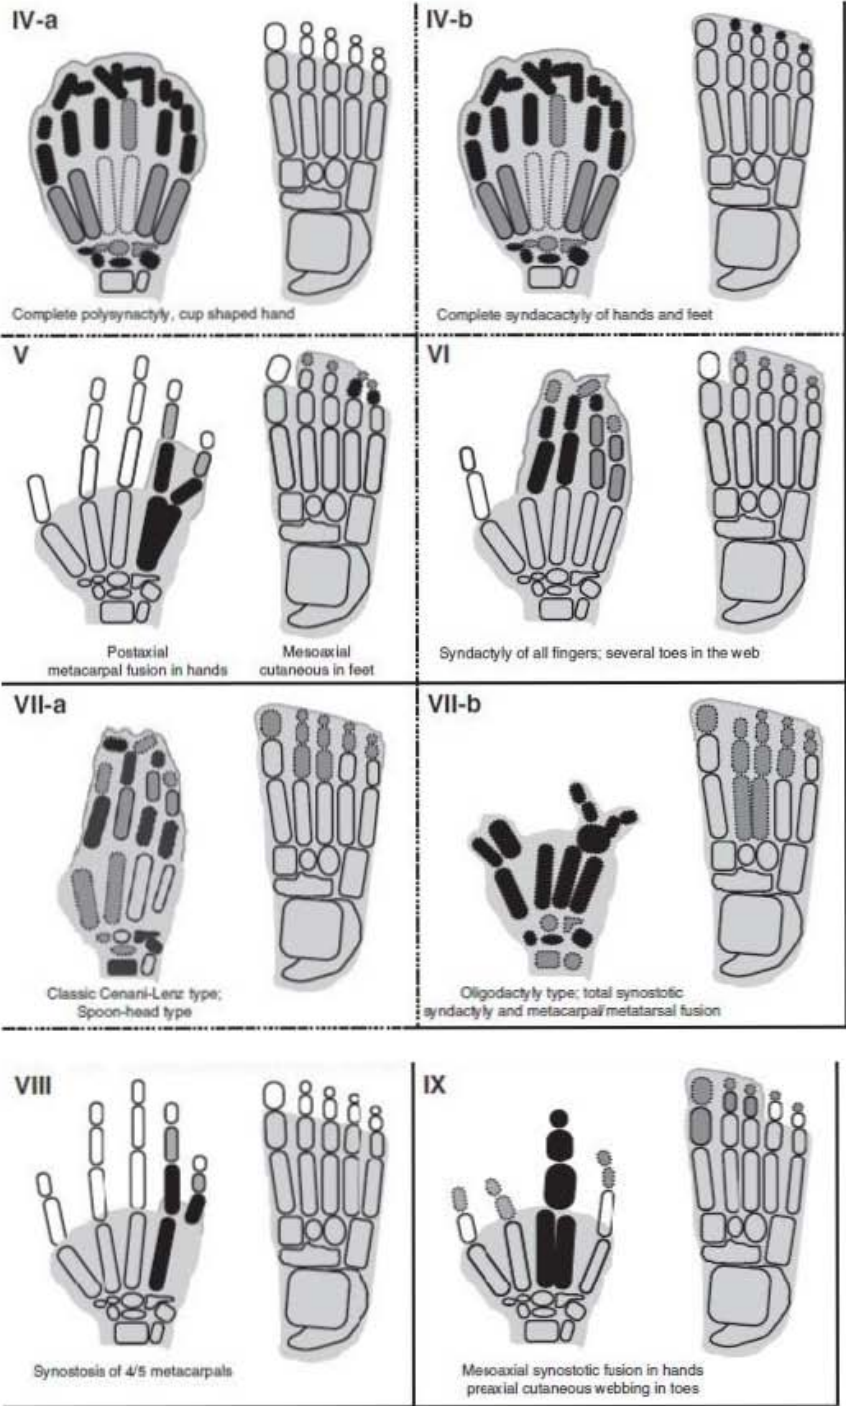 IV-a
IV-b
Complete polysynactyly, cup shaped hand
Complete syndacactyly of hands and feet
V
VI
Postaxial
metacarpal fusion in hands
Mesoaxial
cutaneous in feet
Syndactyly of all fingers; several toes in the web
VII-a
VII-b
Classic Cenani-Lenz type;
Spoon-head type
Oligodactyly type; total synostotic
syndactyly and metacarpal/metatarsal fusion
VIII
IX
Synostosis of 4/5 metacarpals
Mesoaxial synostotic fusion in hands
preaxial cutaneous webbing in toes